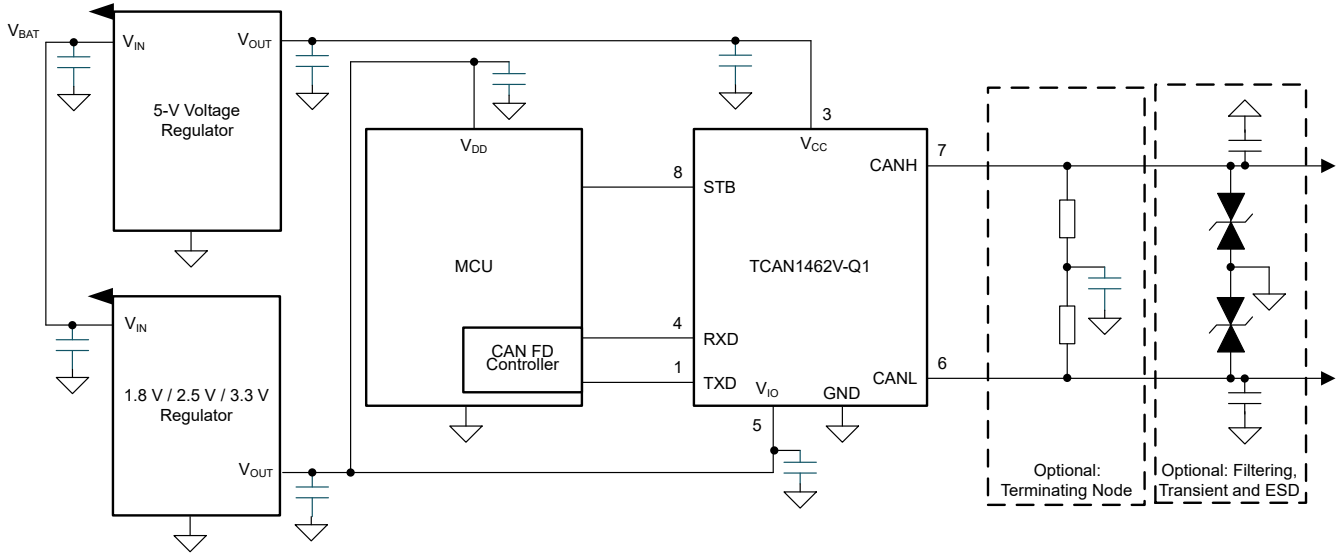 VBAT
VIN
VOUT
5-V Voltage
Regulator
VIN
1.8 V / 2.5 V / 3.3 V
Regulator
VOUT
VDD
MCU
CAN FD
Controller
3
VCC
8
STB
TCAN1462V-Q1
4
RXD
1
TXD
VIO
5
GND
CANH
7
CANL
6
Optional:
Terminating Node
Optional: Filtering,
Transient and ESD